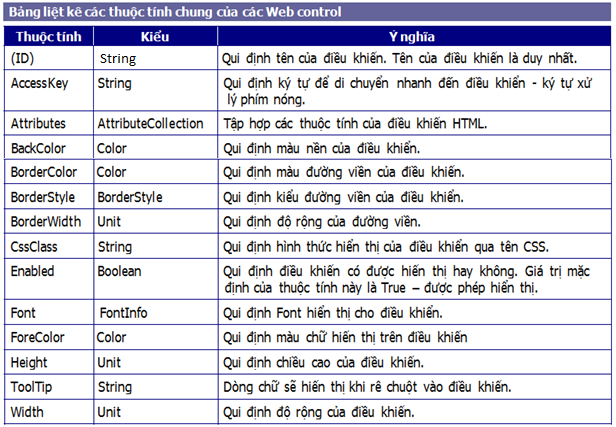 Bảng liệt kê các thuộc tính chung của các Web control
Thuộc tính Kiểu Ý nghĩa
(ID) String Qui định tên của điều khiển. Tên của điều khiển là duy nhất.
AccessKey String Qui định ký tự để di chuyển nhanh đến điều khiển - ký tự xử
lý phím nóng.
Attributes AttributeCollection Tập hợp các thuộc tính của điều khiển HTML.
BackColor Color Qui định màu nền của điều khiển.
BorderColor Color Qui định màu đường viền của điều khiển.
BorderStyle BorderStyle Qui định kiểu đường viền của điều khiển.
BorderWidth Unit Qui định độ rộng của đường viền.
CssClass String Qui định hình thức hiển thị của điều khiển qua tên CSS.
Enabled Boolean Qui định điều khiển có được hiển thị hay không. Giá trị mặc
định của thuộc tính này là True – được phép hiển thị.
Font FontInfo Qui định Font hiển thị cho điều khiển.
ForeColor Color Qui định màu chữ hiển thị trên điều khiển
Height Unit Qui định chiều cao của điều khiển.
ToolTip String Dòng chữ sẽ hiển thị khi rê chuột vào điều khiển.
Width Unit Qui định độ rộng của điều khiển.